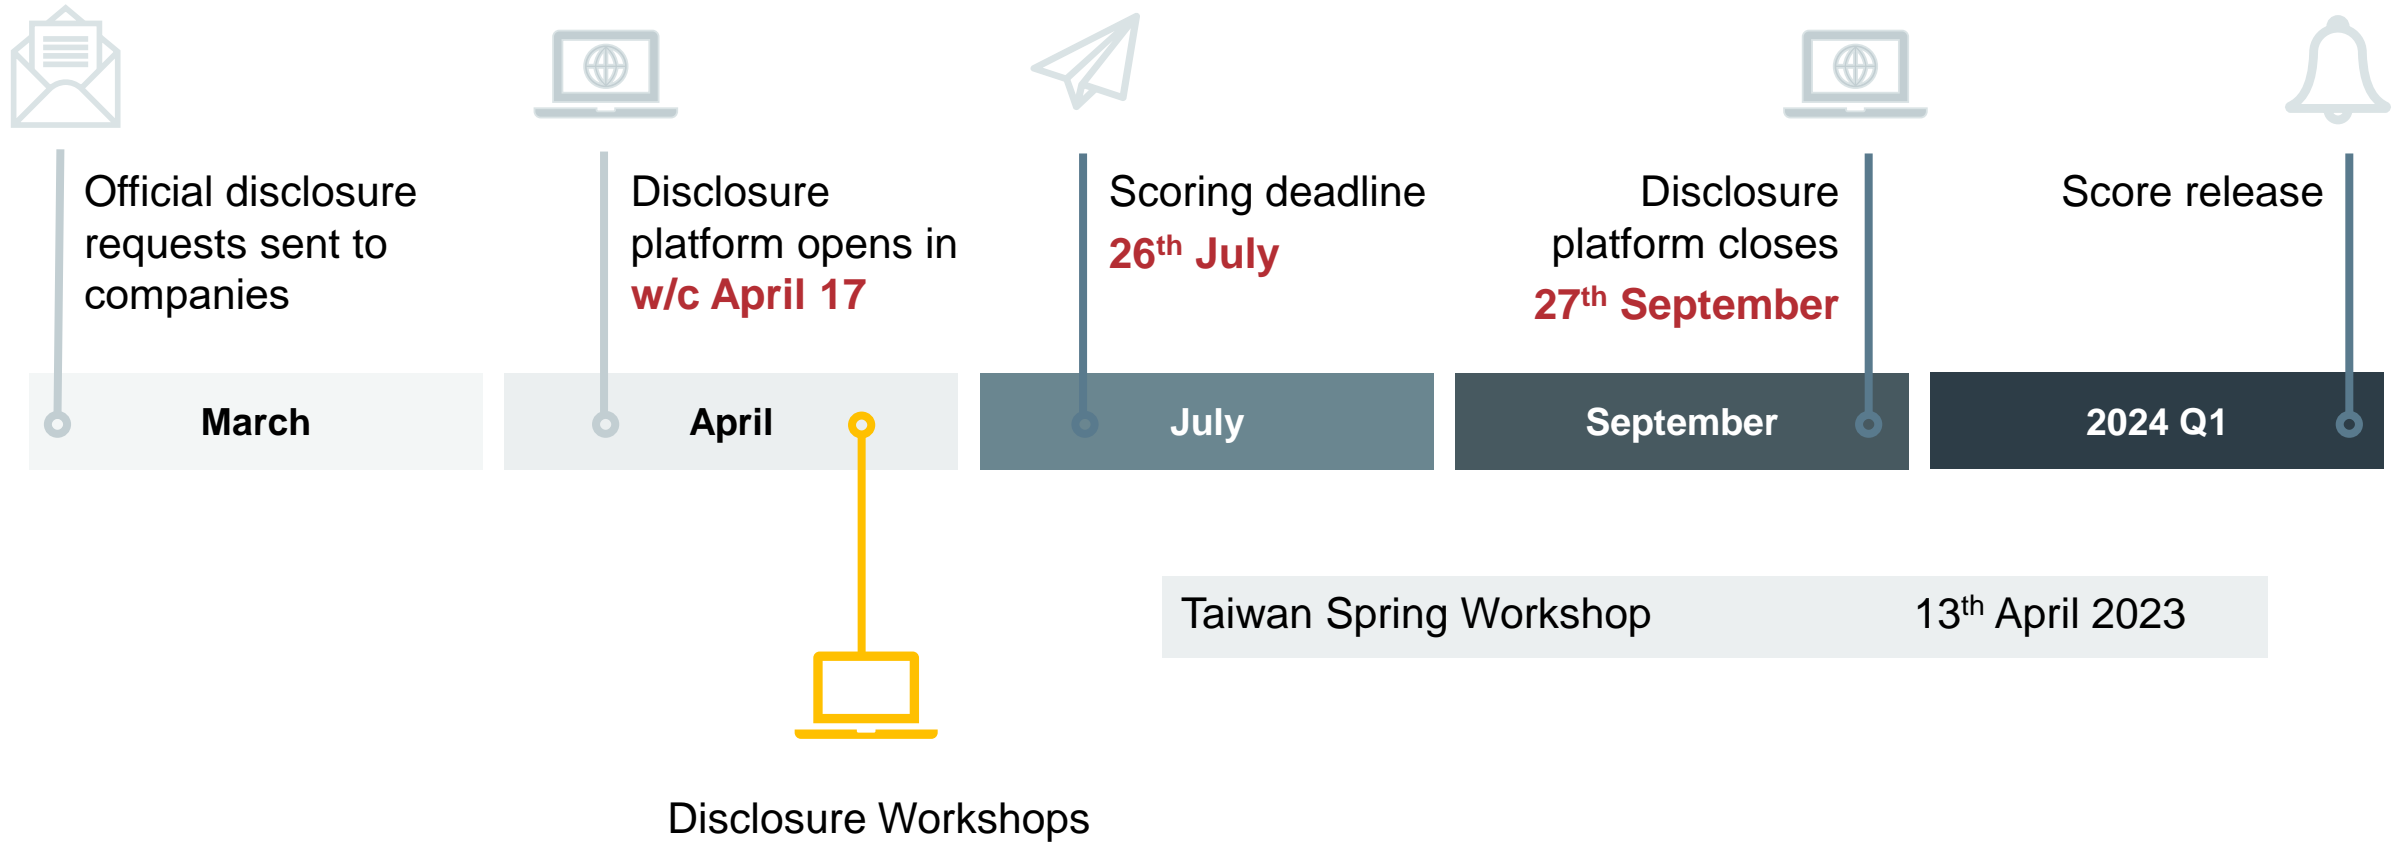 Official disclosure
requests sent to
companies
Disclosure
platform opens in
w/c April 17
Scoring deadline
26th July
Disclosure
platform closes
27th September
Score release
March
April
July
September
2024 Q1
Taiwan Spring Workshop 13th April 2023
Disclosure Workshops